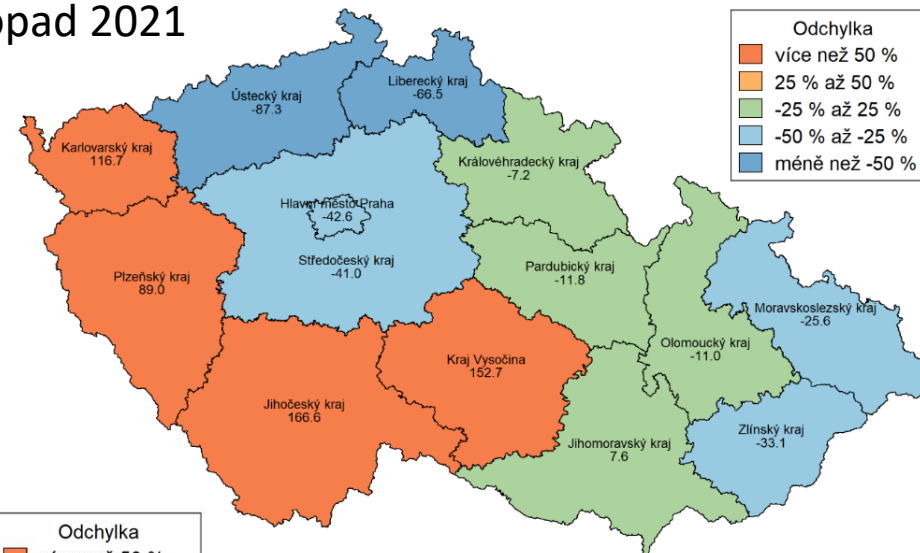 opad 2021
Odchylka
více než 50 %
25 % až 50 %
-25 % až 25 %
-50 % až -25 %
méně než -50 %
Ústecký kraj
-87.3
Liberecký kraj
-66.5
Karlovarský kraj
116.7
Královéhradecký kraj
-7.2
Hlavní město Praha
-42.6
Středočeský kraj
-41.0
Plzeňský kraj
89.0
Pardubický kraj
-11.8
Moravskoslezský kraj
-25.6
Olomoucký kraj
-11.0
Kraj Vysočina
152.7
Jihočeský kraj
166.6
Jihomoravský kraj
7.6
Zlínský kraj
-33.1
Odchylka